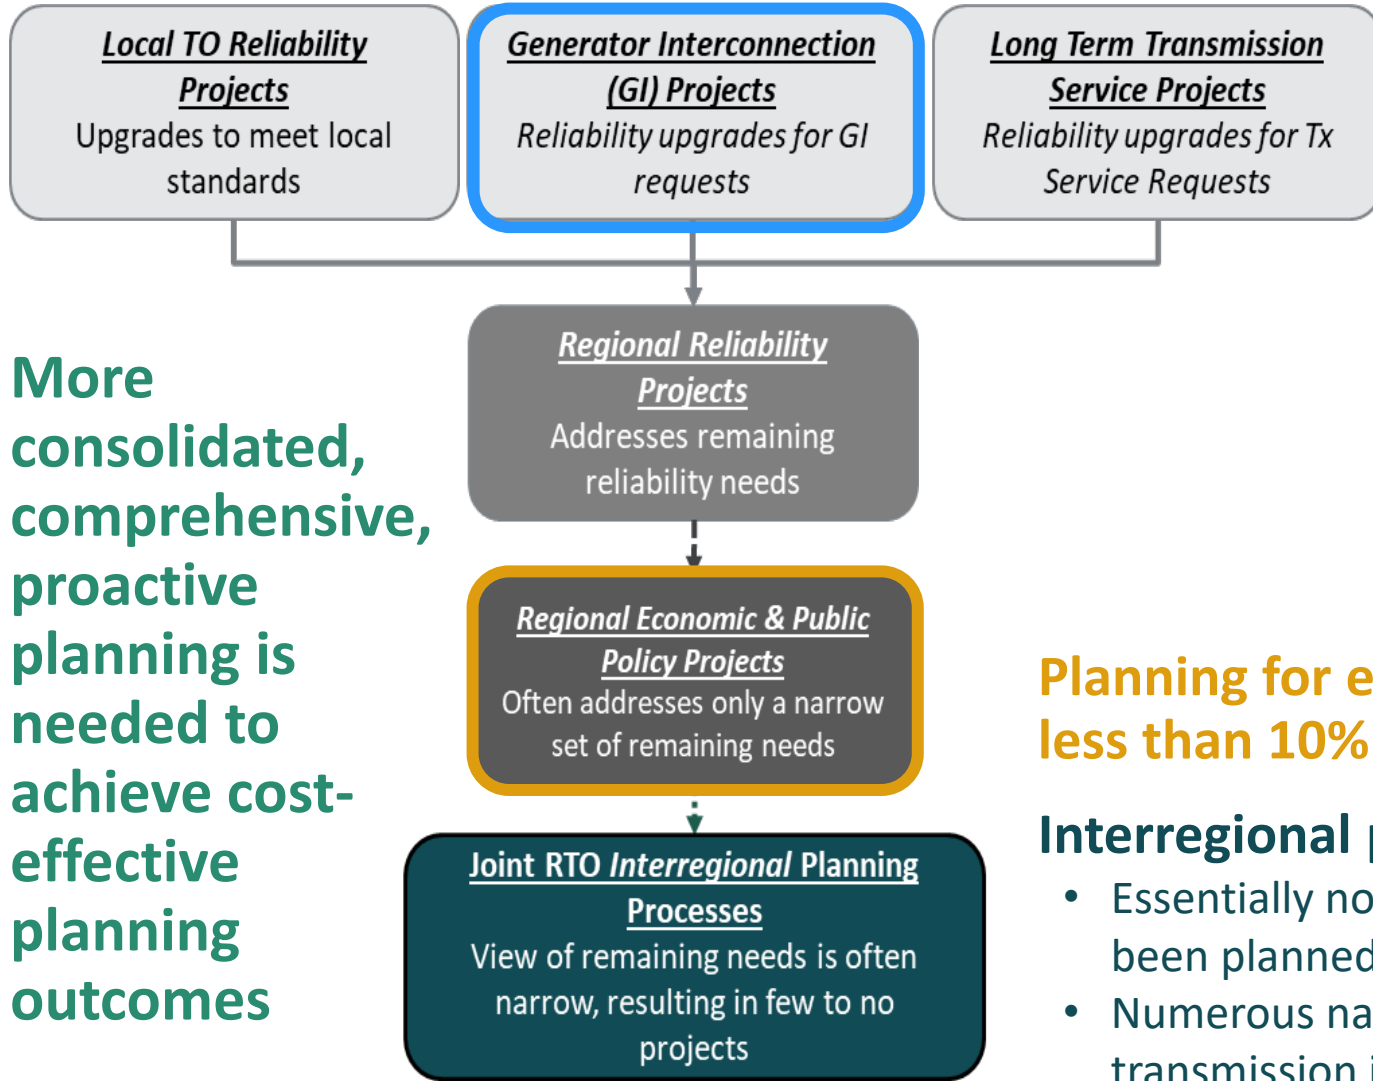 Local TO Reliability
Projects
Upgrades to meet local
standards
Generator Interconnection
(GI) Projects
Reliability upgrades for GI
requests
Long Term Transmission
Service Projects
Reliability upgrades for Tx
Service Requests
Regional Reliability
Projects
Addresses remaining
reliability needs
More
consolidated,
comprehensive,
proactive
planning is
needed to
achieve cost-
effective
planning
outcomes
Regional Economic & Public
Policy Projects
Often addresses only a narrow
set of remaining needs
Joint RTO Interregional Planning
Processes
View of remaining needs is often
narrow, resulting in few to no
projects
Planning for
less than 10%
Interregional
• Essentially
been planned
• Numerous
transmission